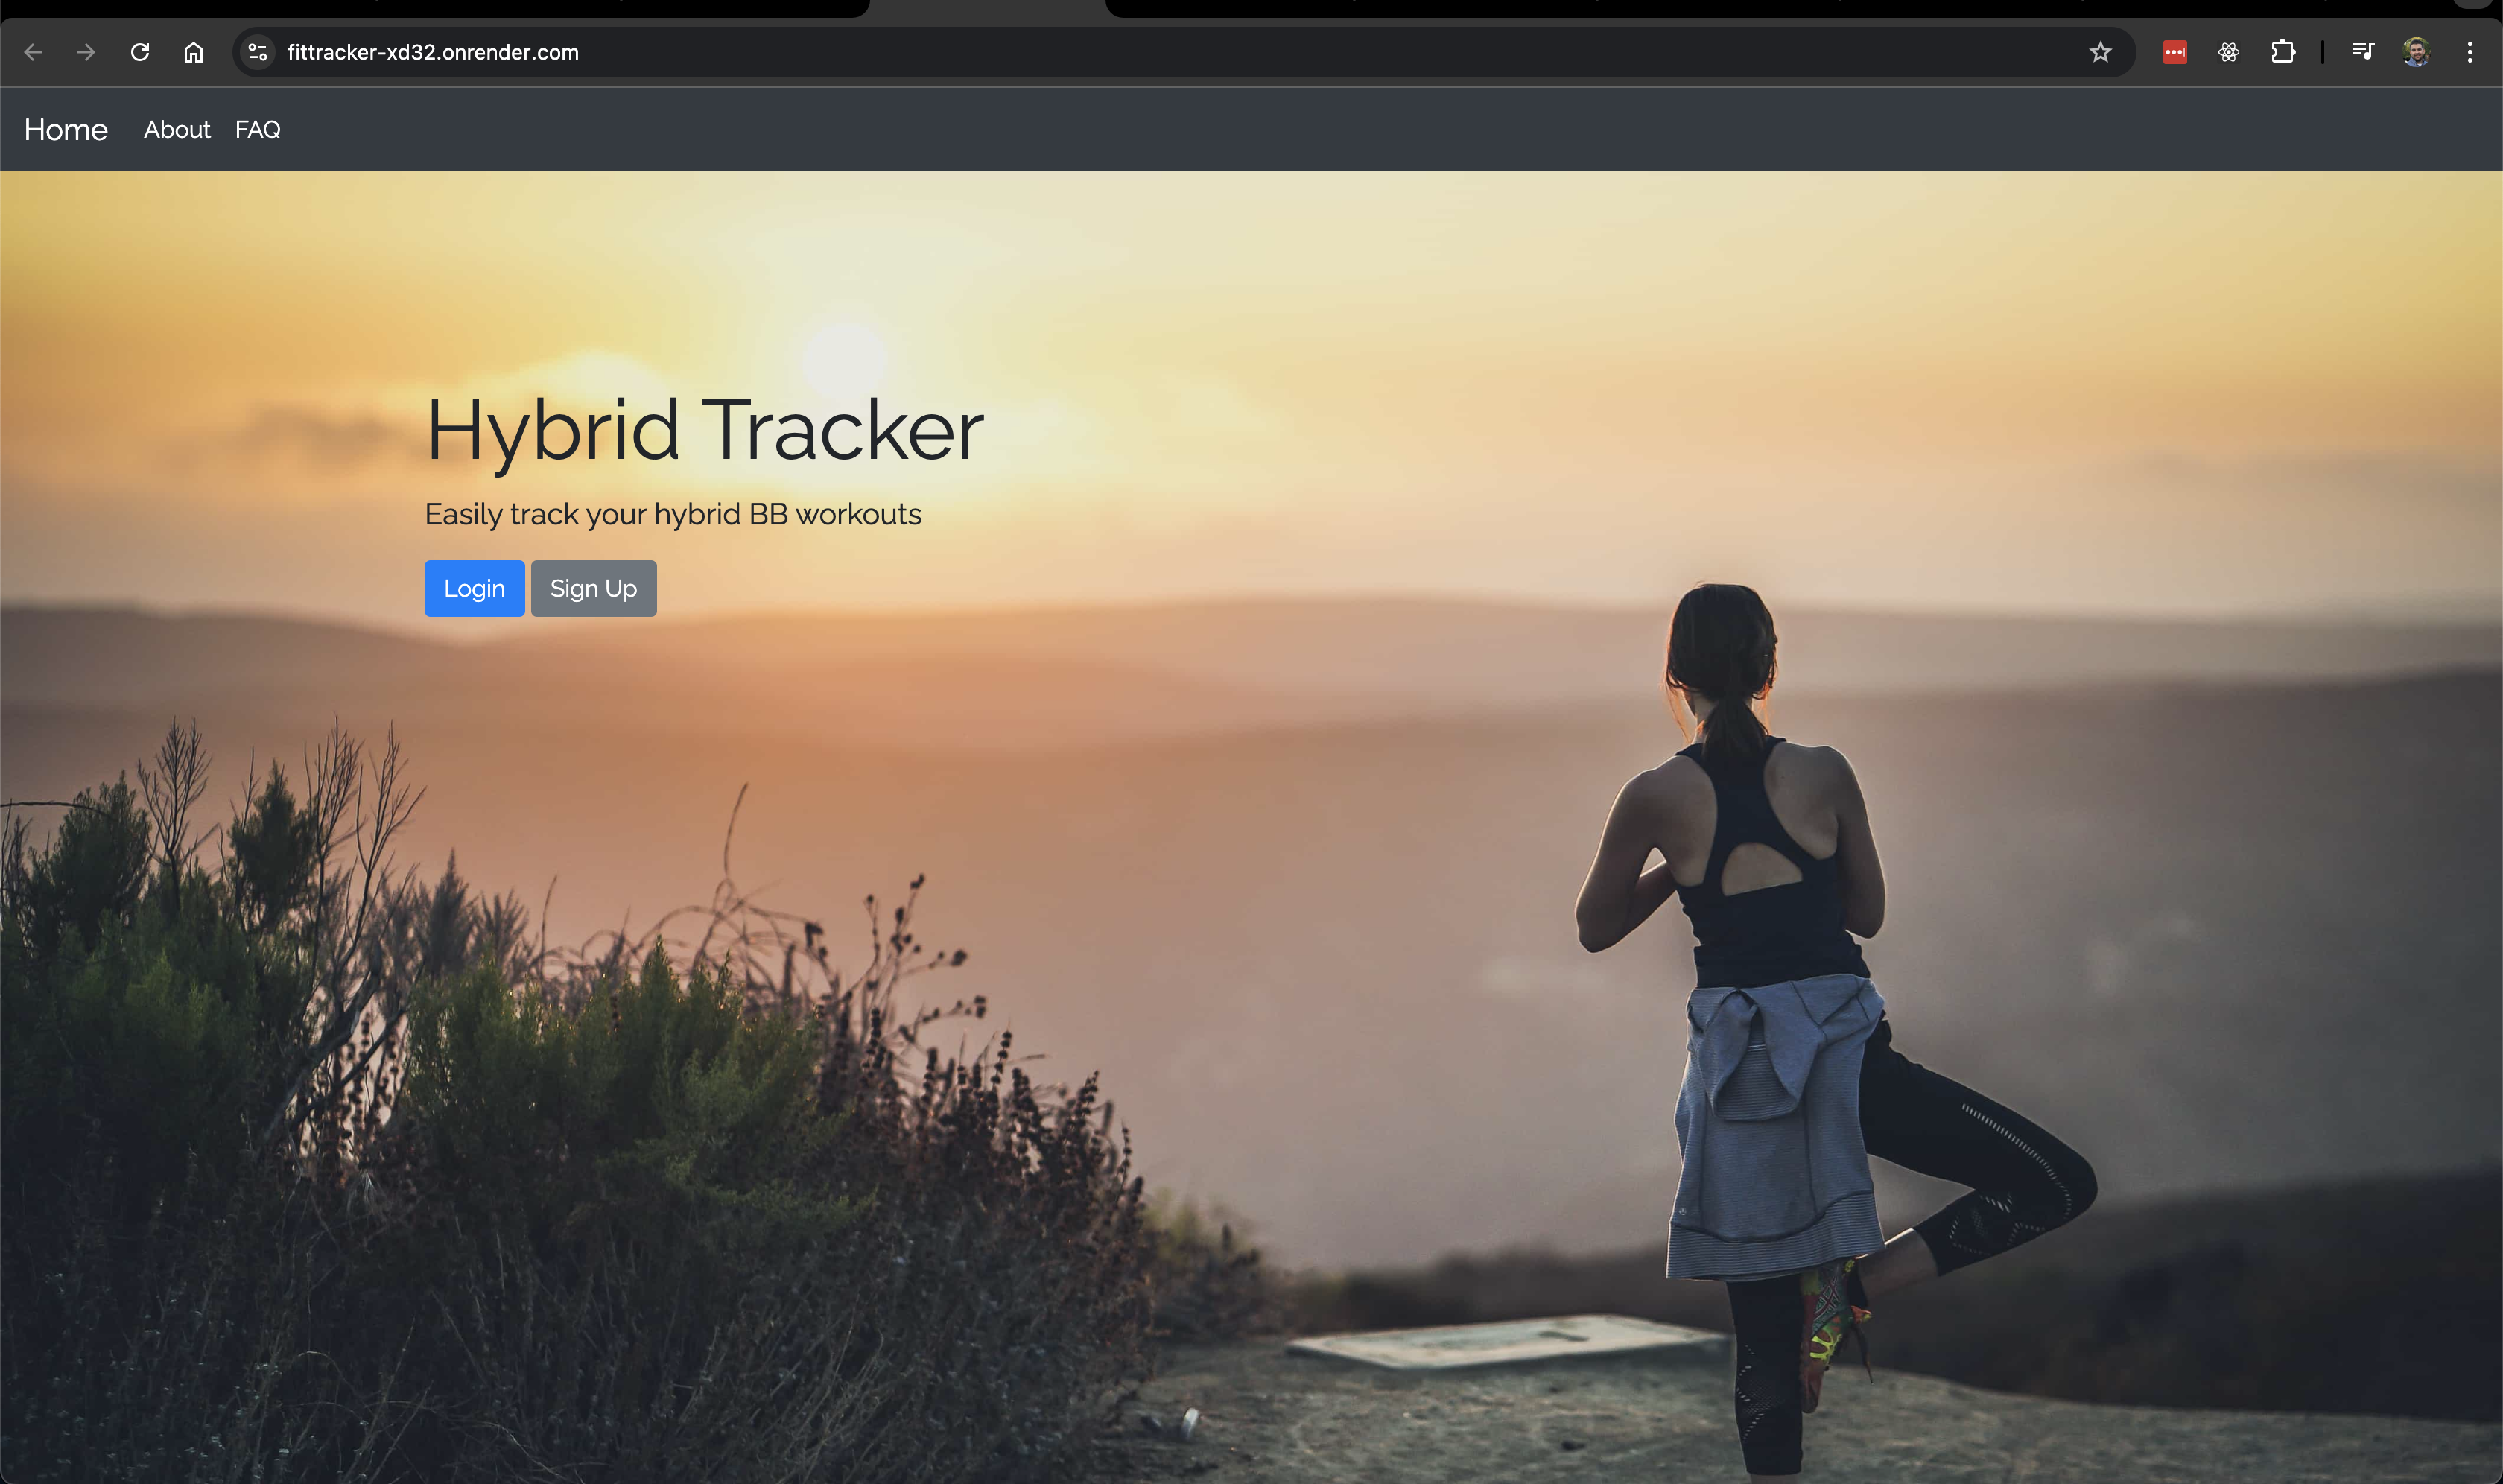 fittracker-xd32.onrender.com
Home About FAQ
Hybrid Tracker
Easily track your hybrid BB workouts
Login Sign Up